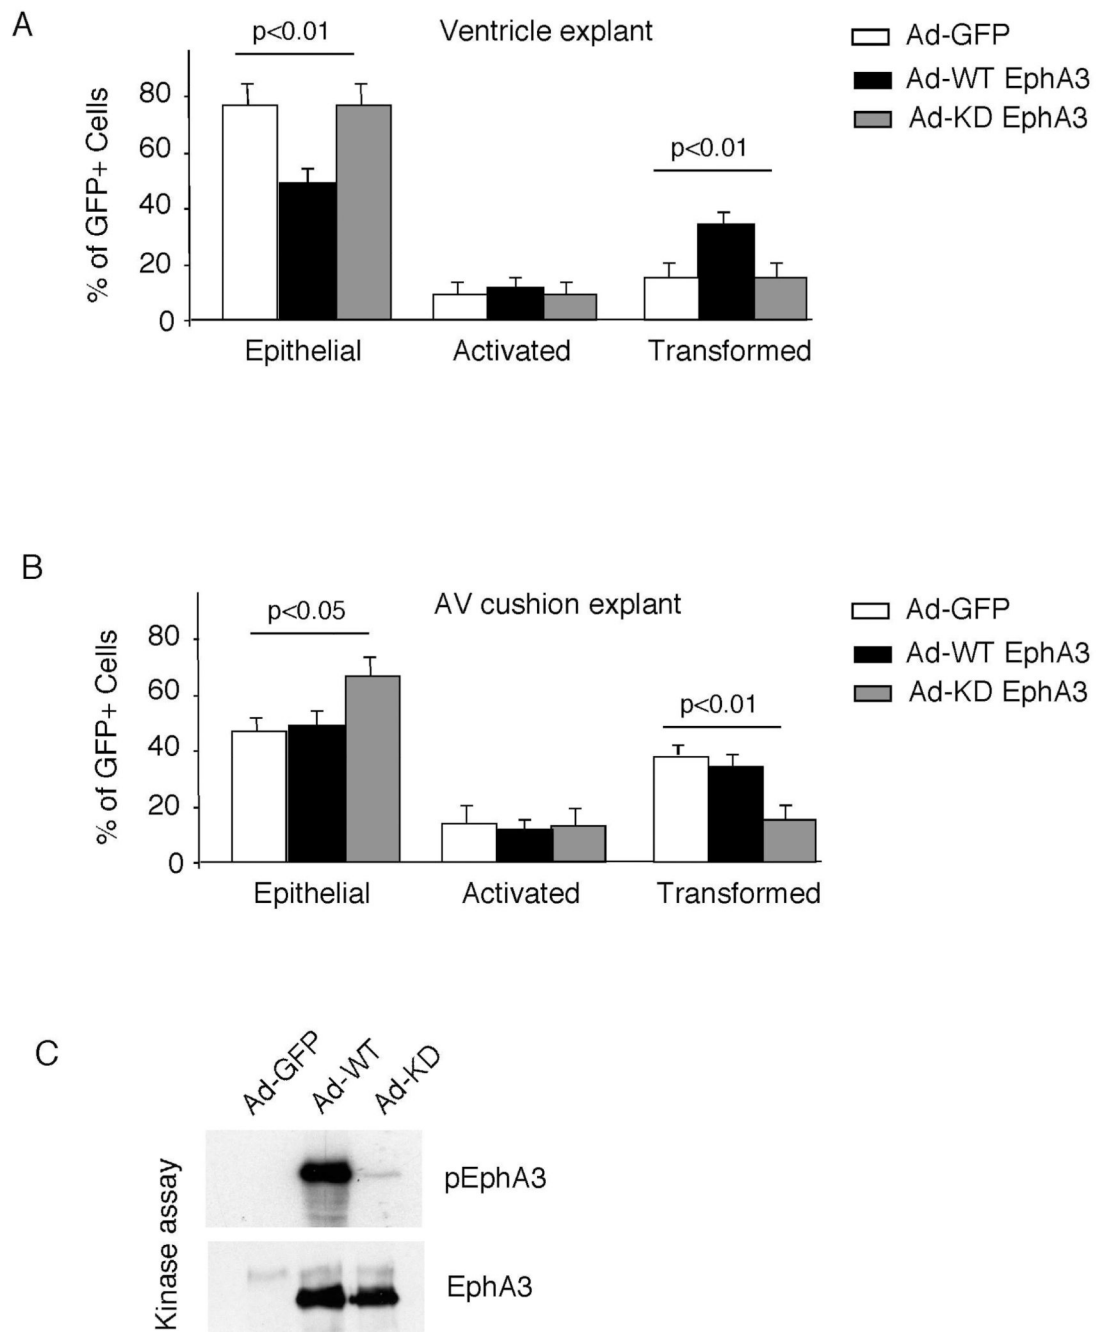 A
Ventricle explant
p<0.01
p<0.01
Ad-GFP
Ad-WT EphA3
Ad-KD EphA3
% of GFP+ Cells
80
60
40
20
0
Epithelial Activated Transformed
B
AV cushion explant
p<0.05
p<0.01
Ad-GFP
Ad-WT EphA3
Ad-KD EphA3
% of GFP+ Cells
80
60
40
20
0
Epithelial Activated Transformed
C
Ad-GFP
Ad-WT
Ad-KD
Kinase assay
pEphA3
EphA3